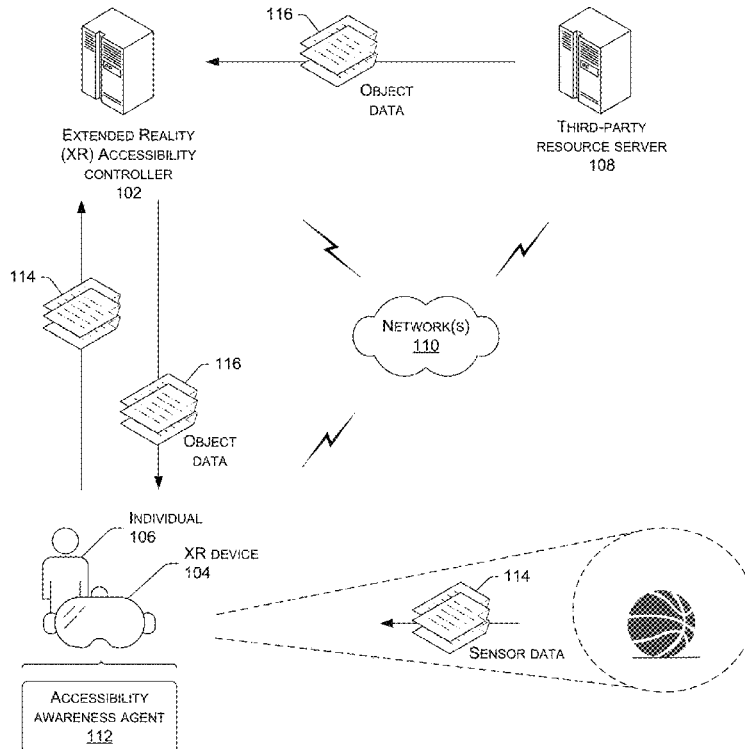 116
OBJECT
DATA
EXTENDED REALITY
(XR) ACCESSIBILITY
CONTROLLER
102
THIRD-PARTY
RESOURCE SERVER
108
114
NETWORK(S)
110
116
OBJECT
DATA
INDIVIDUAL
106
XR DEVICE
104
114
SENSOR DATA
ACCESSIBILITY
AWARENESS AGENT
112